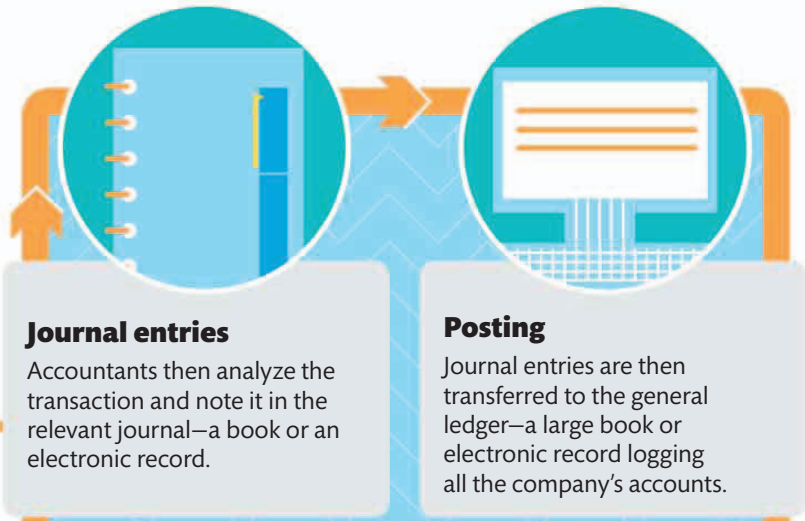 Journal entries
Accountants then analyze the
transaction and note it in the
relevant journal—a book or an
electronic record.
Posting
Journal entries are then
transferred to the general
ledger—a large book or
electronic record logging
all the company’s accounts.